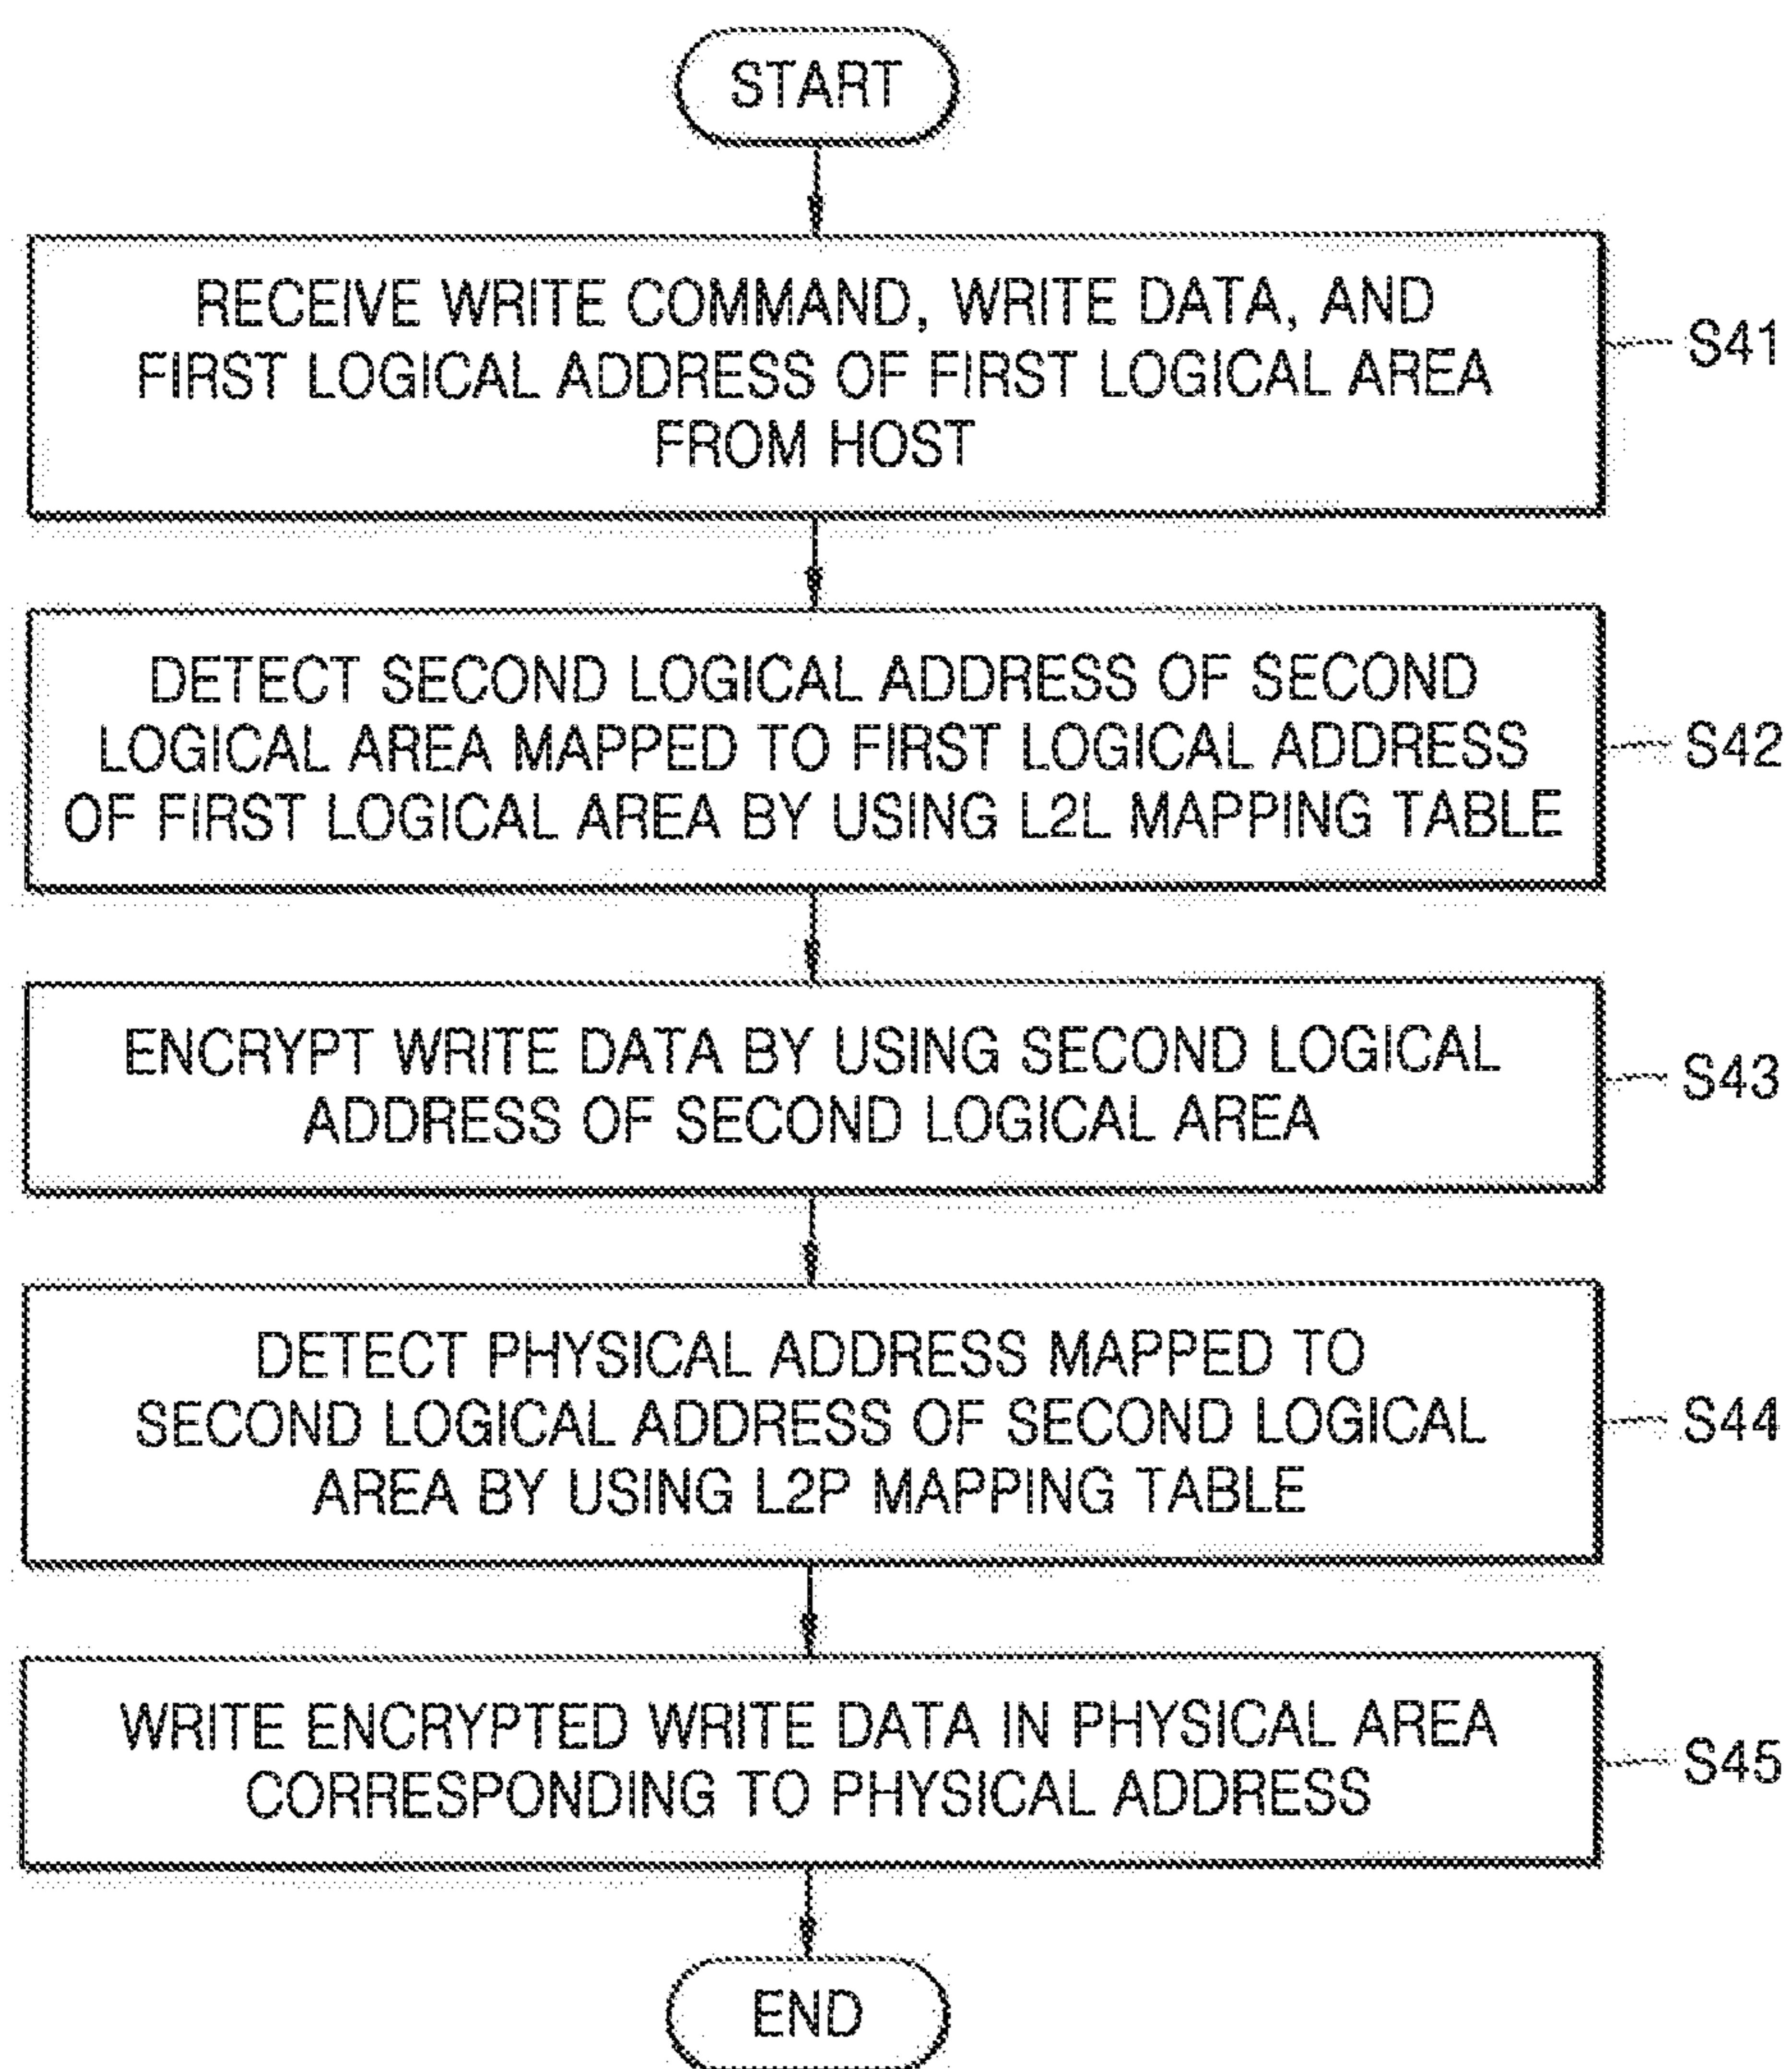 START
RECEIVE WRITE COMMAND, WRITE DATA, AND
FIRST LOGICAL ADDRESS OF FIRST LOGICAL AREA
FROM HOST
S41
DETECT SECOND LOGICAL ADDRESS OF SECOND
LOGICAL AREA MAPPED TO FIRST LOGICAL ADDRESS
OF FIRST LOGICAL AREA BY USING L2L MAPPING TABLE
S42
ENCRYPT WRITE DATA BY USING SECOND LOGICAL
ADDRESS OF SECOND LOGICAL AREA
S43
DETECT PHYSICAL ADDRESS MAPPED TO
SECOND LOGICAL ADDRESS OF SECOND LOGICAL
AREA BY USING L2P MAPPING TABLE
S44
WRITE ENCRYPTED WRITE DATA IN PHYSICAL AREA
CORRESPONDING TO PHYSICAL ADDRESS
S45
END